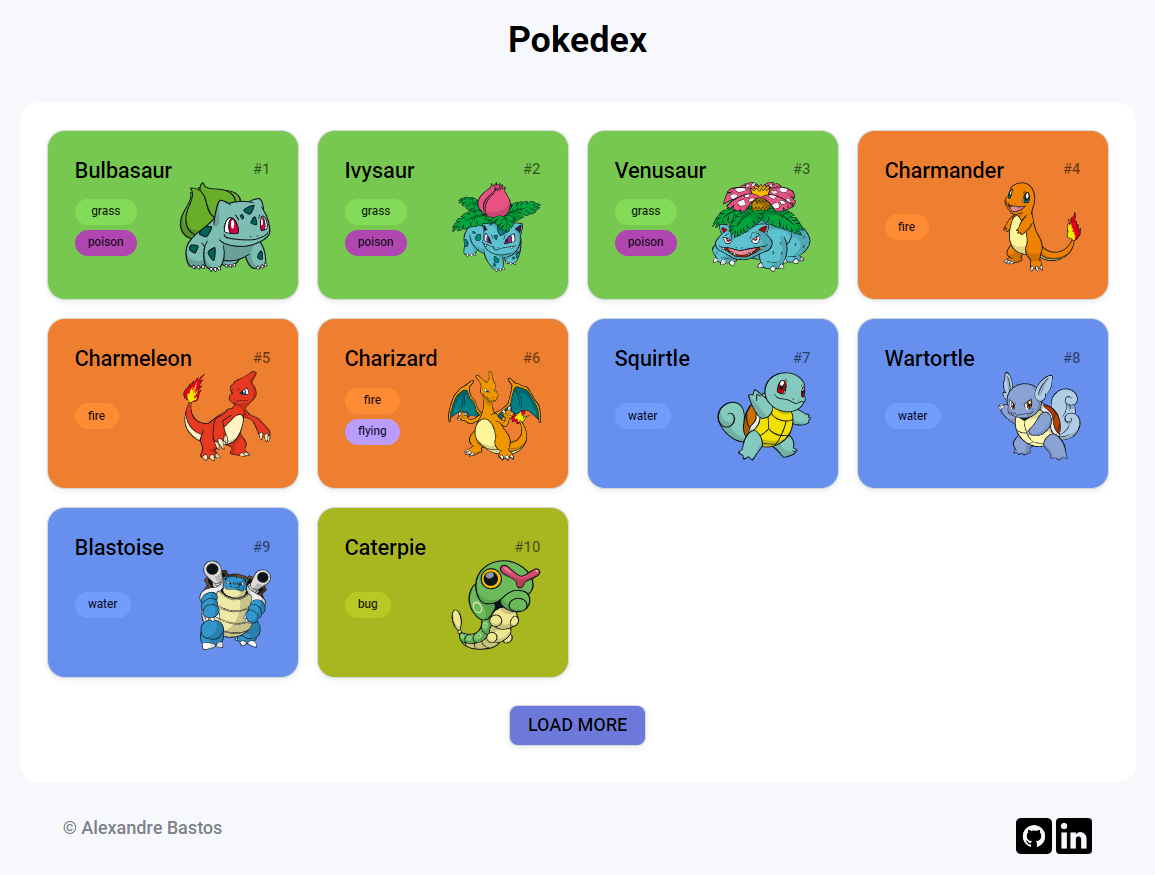 Pokedex
Bulbasaur #1
grass
poison
Ivysaur #2
grass
poison
Venusaur #3
grass
poison
Charmander #4
fire
Charmeleon #5
fire
Charizard #6
fire
flying
Squirtle #7
water
Wartortle #8
water
Blastoise #9
water
Caterpie #10
bug
LOAD MORE
© Alexandre Bastos
in